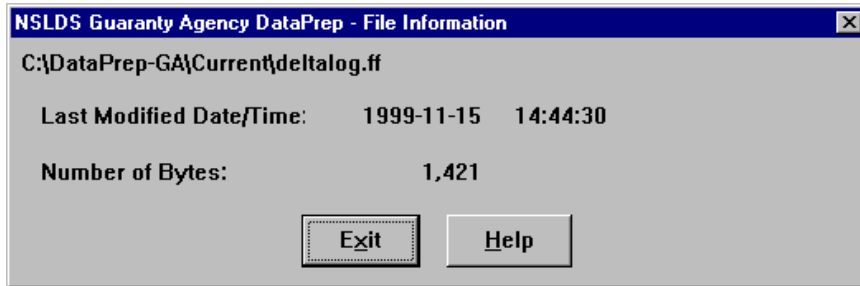 NSLDS Guaranty Agency DataPrep - File Information
C:\DataPrep-GA\Current\deltalog.ff
Last Modified Date/Time: 1999-11-15 14:44:30
Number of Bytes: 1,421
Exit Help